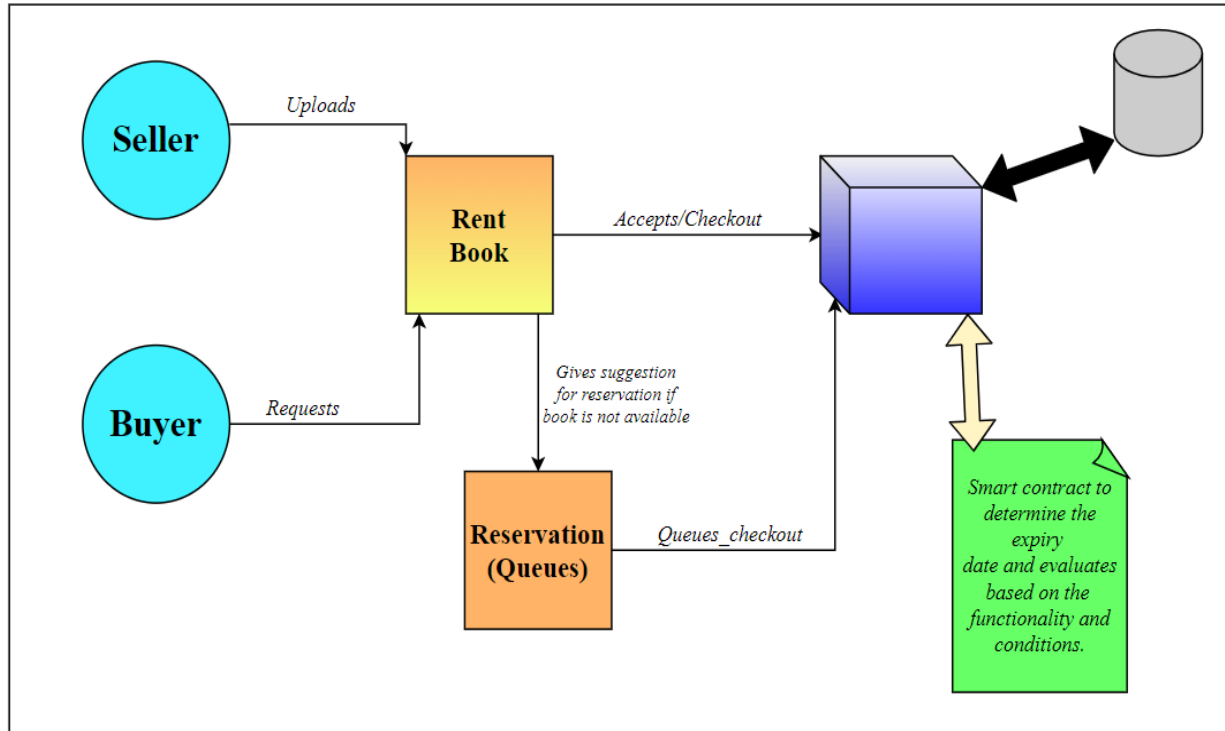 Uploads
Seller
Rent
Book
Accepts/Checkout
Gives suggestion
for reservation if
book is not available
Requests
Buyer
Reservation
(Queues)
Queues_checkout
Smart contract to
determine the
expiry
date and evaluates
based on the
functionality and
conditions.